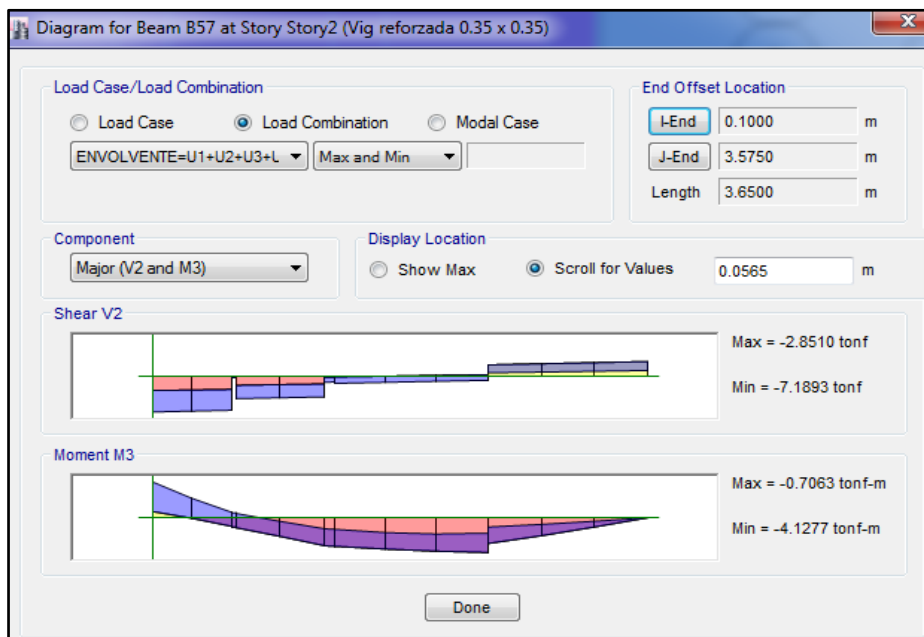 Diagram for Beam B57 at Story Story2 (Vig reforzada 0.35 x 0.35)
Load Case/Load Combination
Load Case Load Combination Modal Case
ENVOLVENTE=U1+U2+U3+U Max and Min
End Offset Location
I-End 0.1000 m
J-End 3.5750 m
Length 3.6500 m
Component
Major (V2 and M3)
Display Location
Show Max Scroll for Values 0.0565 m
Shear V2
Max = -2.8510 tonf
Min = -7.1893 tonf
Moment M3
Max = -0.7063 tonf-m
Min = -4.1277 tonf-m
Done